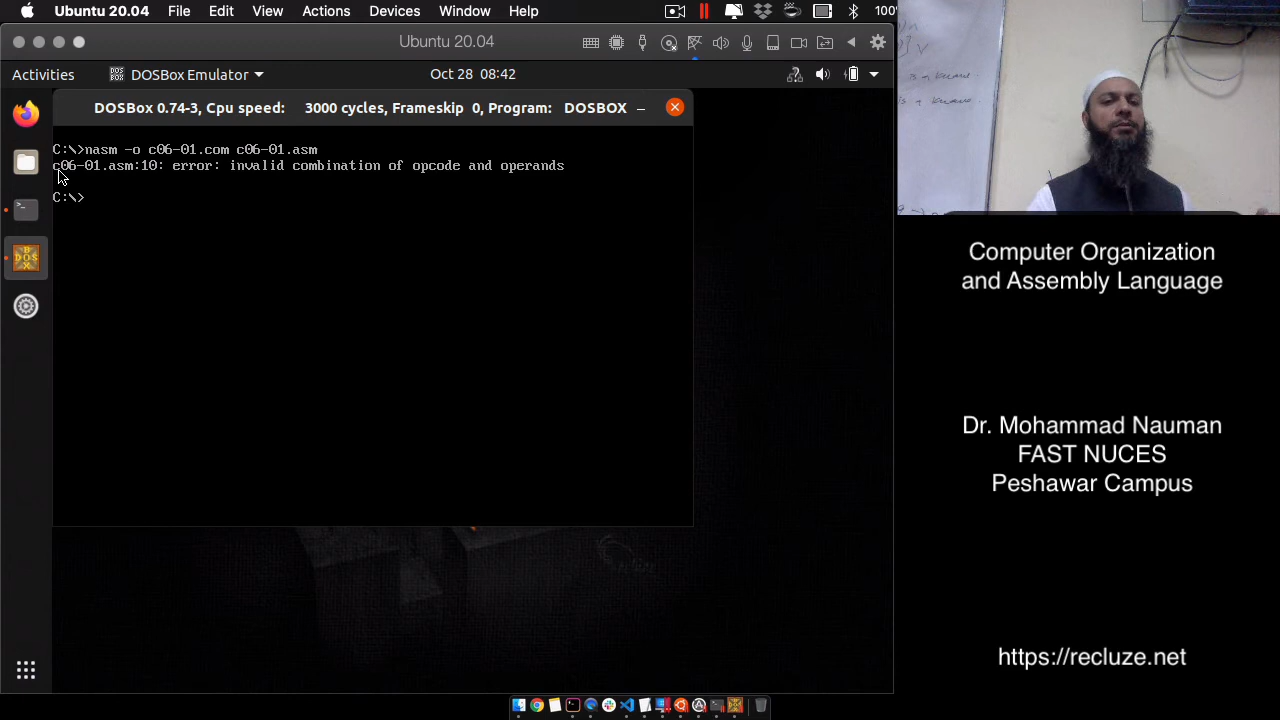 Ubuntu 20.04 File Edit View Actions Devices Window Help 100%
Ubuntu 20.04
Activities DOSBox Emulator Oct 28 08:42
DOSBox 0.74-3, Cpu speed: 3000 cycles, Frameskip 0, Program: DOSBOX
C:\>nasm -o c06-01.com c06-01.asm
c06-01.asm:10: error: invalid combination of opcode and operands
C:\>
Computer Organization
and Assembly Language
Dr. Mohammad Nauman
FAST NUCES
Peshawar Campus
https://recluze.net